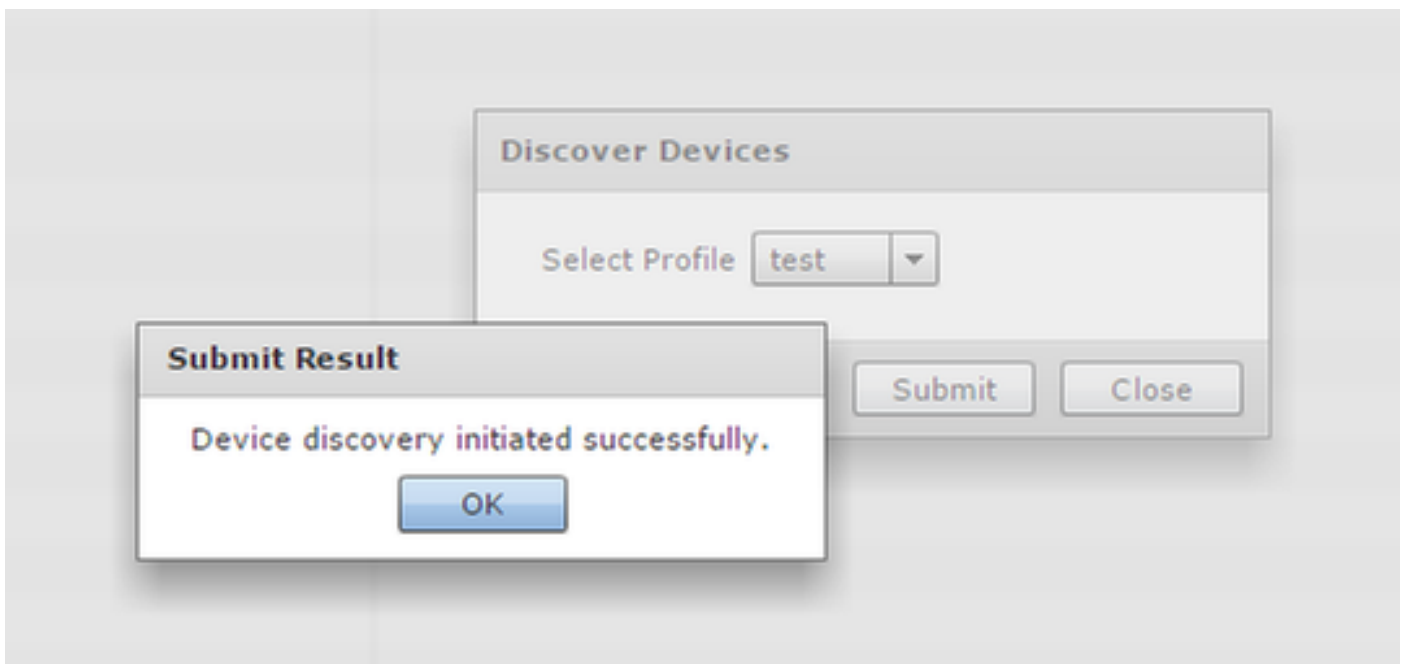 Discover Devices
Select Profile test
Submit Close
Submit Result
Device discovery initiated successfully.
OK